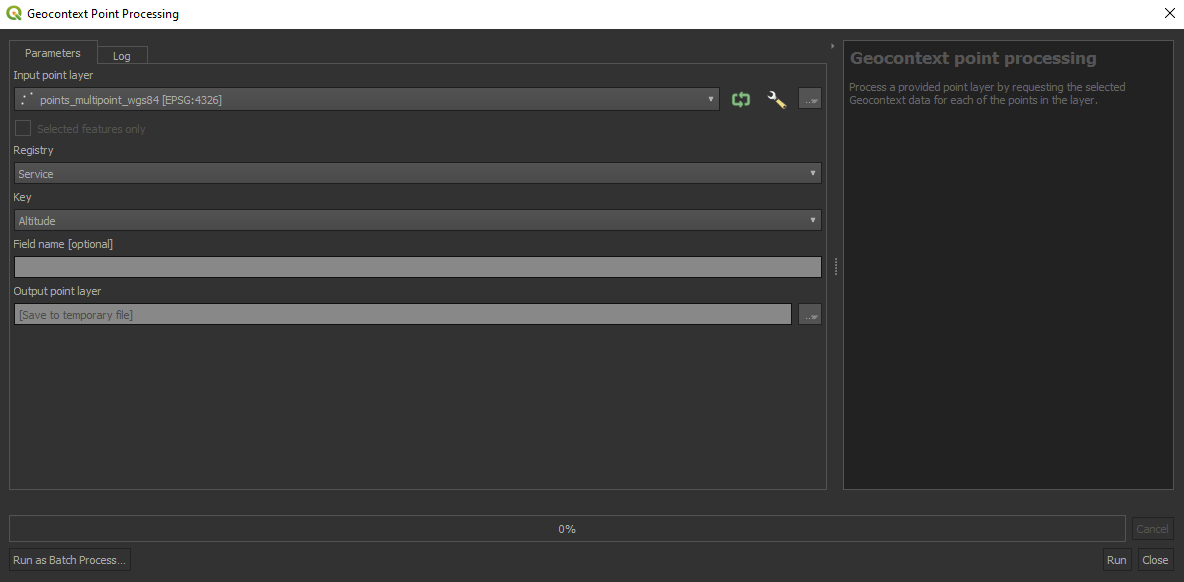 Geocontext Point Processing
Parameters
Log
Input point layer
points_multipoint_wgs84 [EPSG:4326]
...
Selected features only
Registry
Service
Key
Altitude
Field name [optional]
Output point layer
[Save to temporary file]
...
Geocontext point processing
Process a provided point layer by requesting the selected
Geocontext data for each of the points in the layer.
0%
Cancel
Run as Batch Process...
Run
Close